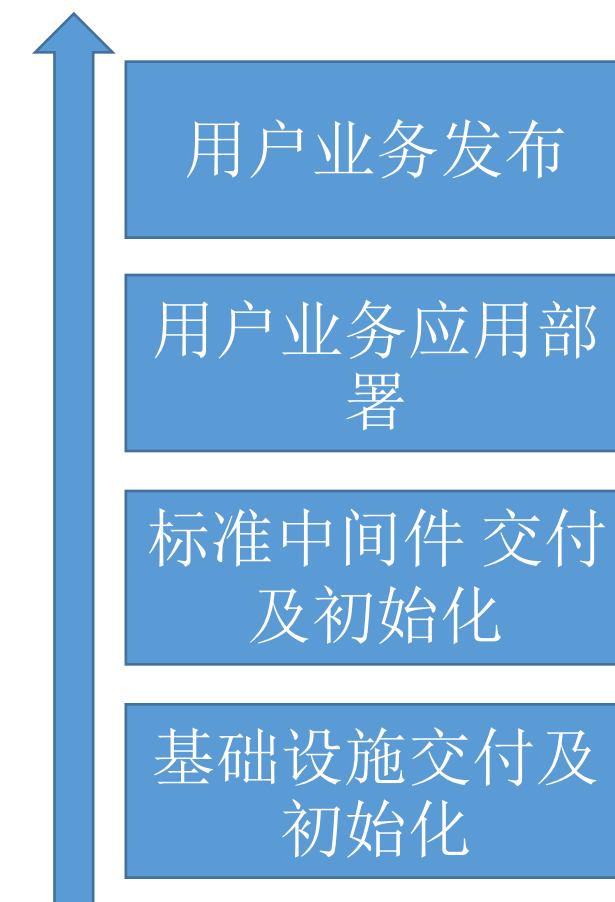 用户业务发布
用户业务应用部
署
标准中间件 交付
及初始化
基础设施交付及
初始化